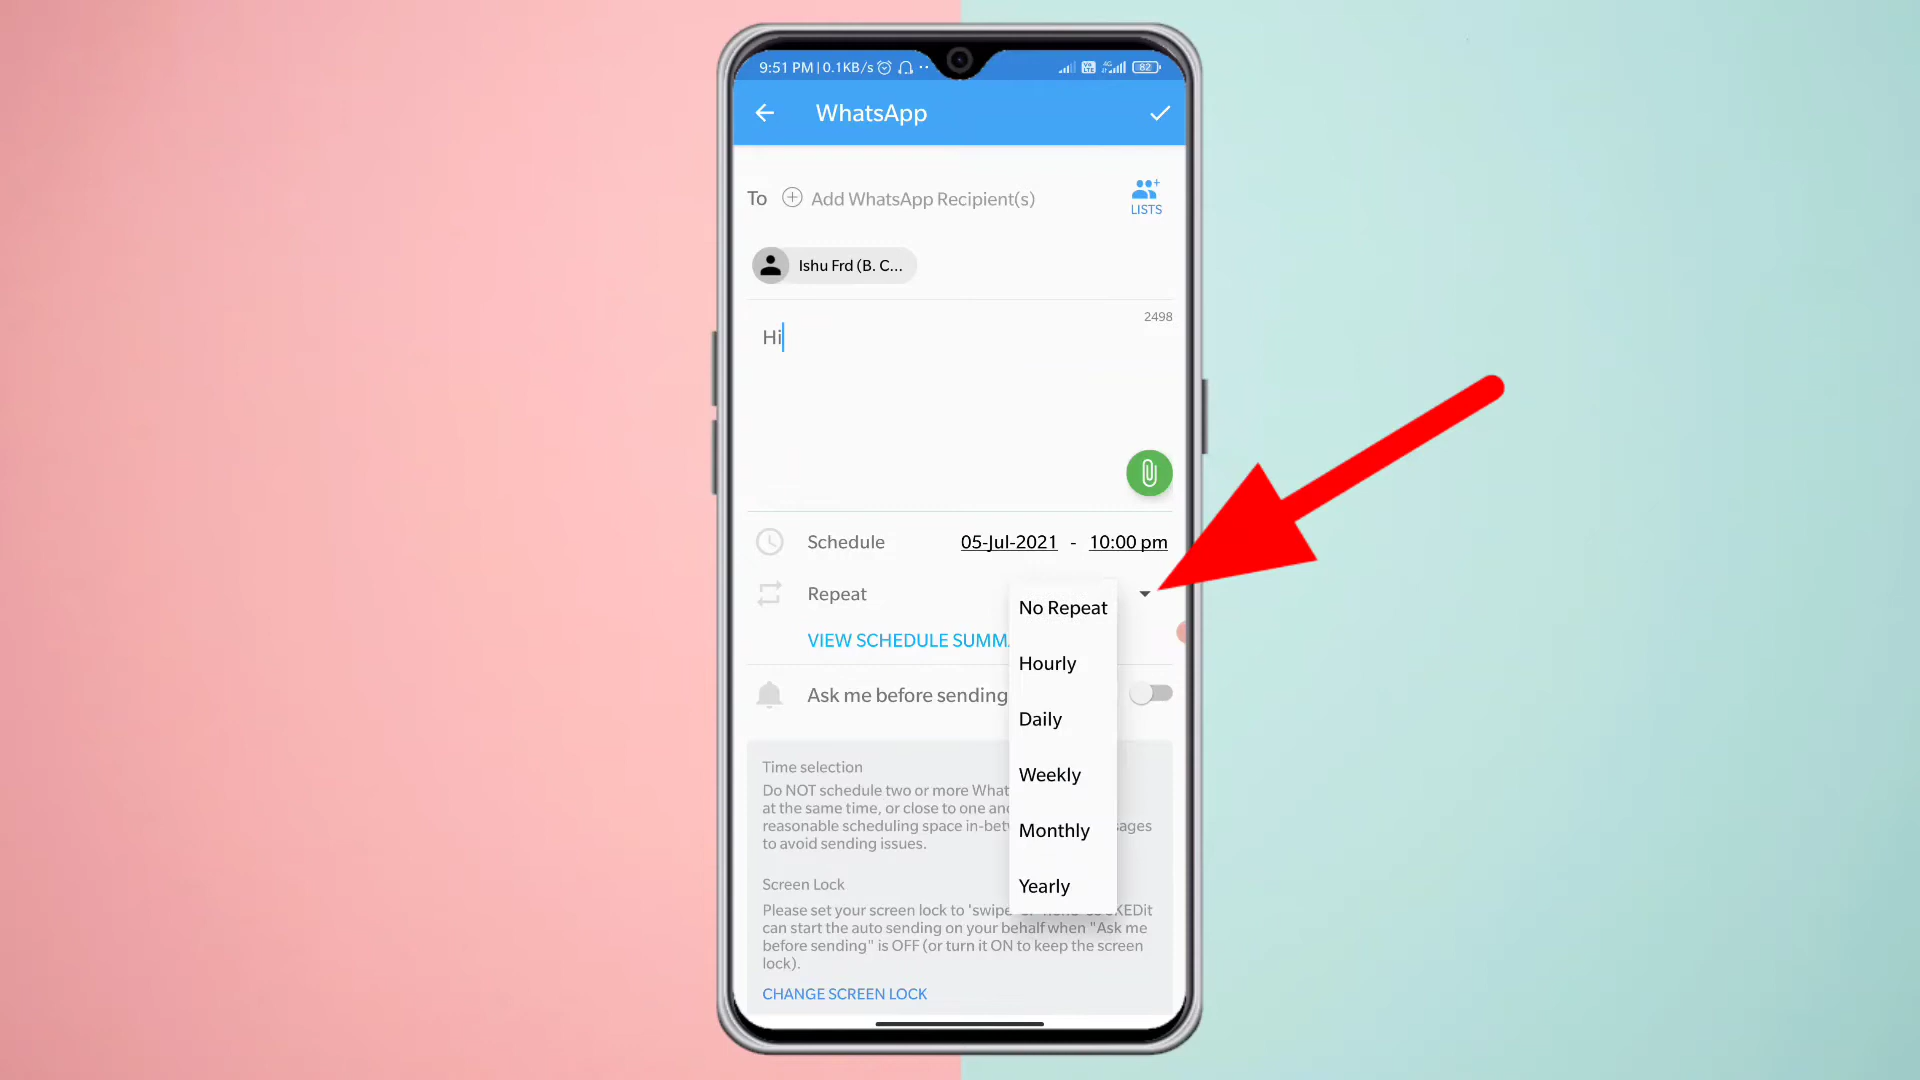 9:51 PM | 0.1KB/s
82
WhatsApp
To Add WhatsApp Recipient(s)
LISTS
Ishu Frd (B. C...
2498
Hi
Schedule 05-Jul-2021 - 10:00 pm
Repeat
No Repeat
VIEW SCHEDULE SUMM
Hourly
Ask me before sending
Daily
Weekly
Monthly
Yearly
Time selection
Do NOT schedule two or more What
at the same time, or close to one an
reasonable scheduling space in-bet ages
to avoid sending issues.
Screen Lock
Please set your screen lock to 'swipe KEDit
can start the auto sending on your behalf when "Ask me
before sending" is OFF (or turn it ON to keep the screen
lock).
CHANGE SCREEN LOCK